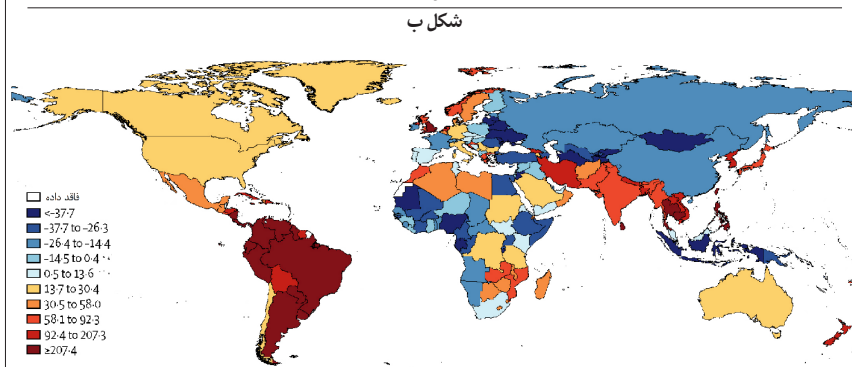 شکل ب
فاقد داده
<-37·7
-37·7 to -26·3
-26·4 to -14·4
-14·5 to 0·4
0·5 to 13·6
13·7 to 30·4
30·5 to 58·0
58·1 to 92·3
92·4 to 207·3
≥207·4